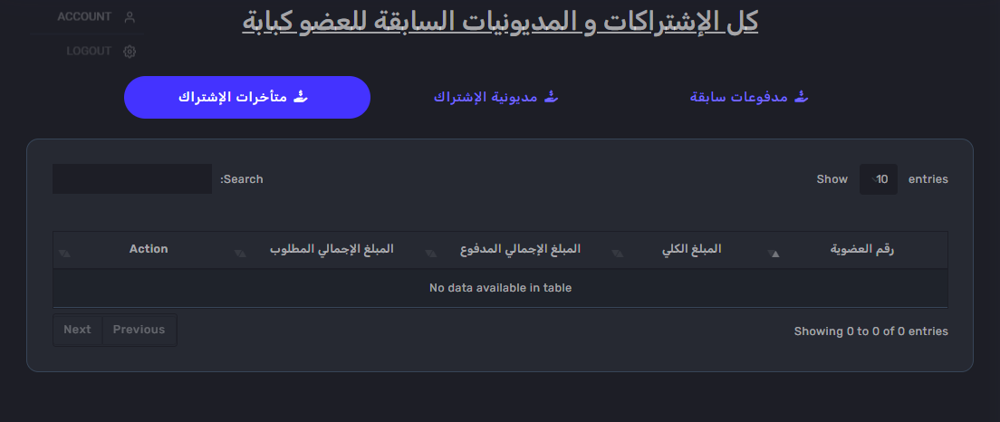 ACCOUNT
LOGOUT
كل الإشتراكات و المديونيات السابقة للعضو كبابة
مدفوعات سابقة
مديونية الإشتراك
متأخرات الإشتراك
Show 10 entries
:Search
رقم العضوية
المبلغ الكلي
المبلغ الإجمالي المدفوع
المبلغ الإجمالي المطلوب
Action
No data available in table
Showing 0 to 0 of 0 entries
Next Previous